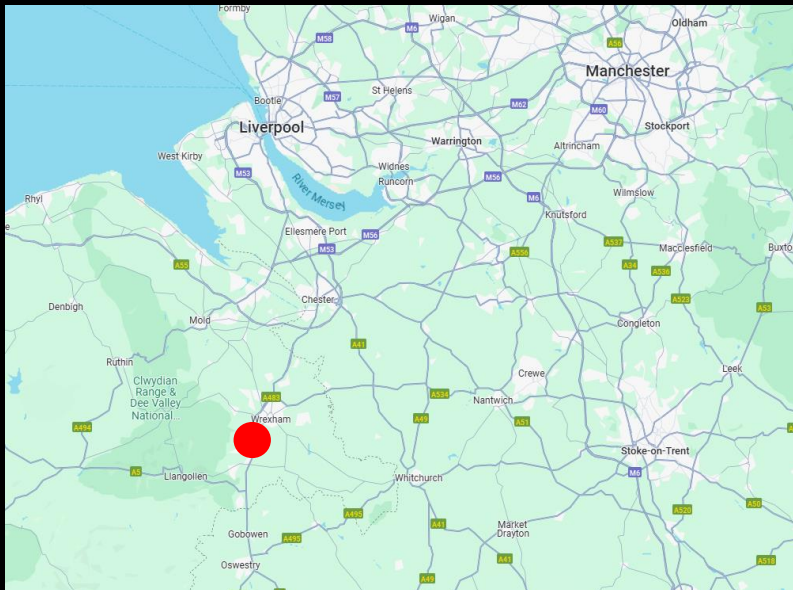 Formby
Wigan
M6
Oldham
A56
M58
Manchester
St Helens
M57
Bootle
M62
M60
Liverpool
Stockport
Warrington
Altrincham
West Kirby
Widnes
M53
M56
Runcorn
River Mersey
Wilmslow
M6
Rhyl
Knutsford
Ellesmere Port
M56
M53
A537
Macclesfield
Buxto
A556
A55
A34
A536
Chester
A523
Denbigh
A53
Mold
Congleton
A41
Ruthin
Leek
Crewe
Clwydian
Range &
Dee Valley
National...
A483
A534
Nantwich
Wrexham
A49
A51
A494
Stoke-on-Trent
A5
Llangollen
Whitchurch
M6
A50
A495
A520
A41
Market
Drayton
Gobowen
A495
A41
A518
Oswestry
A49